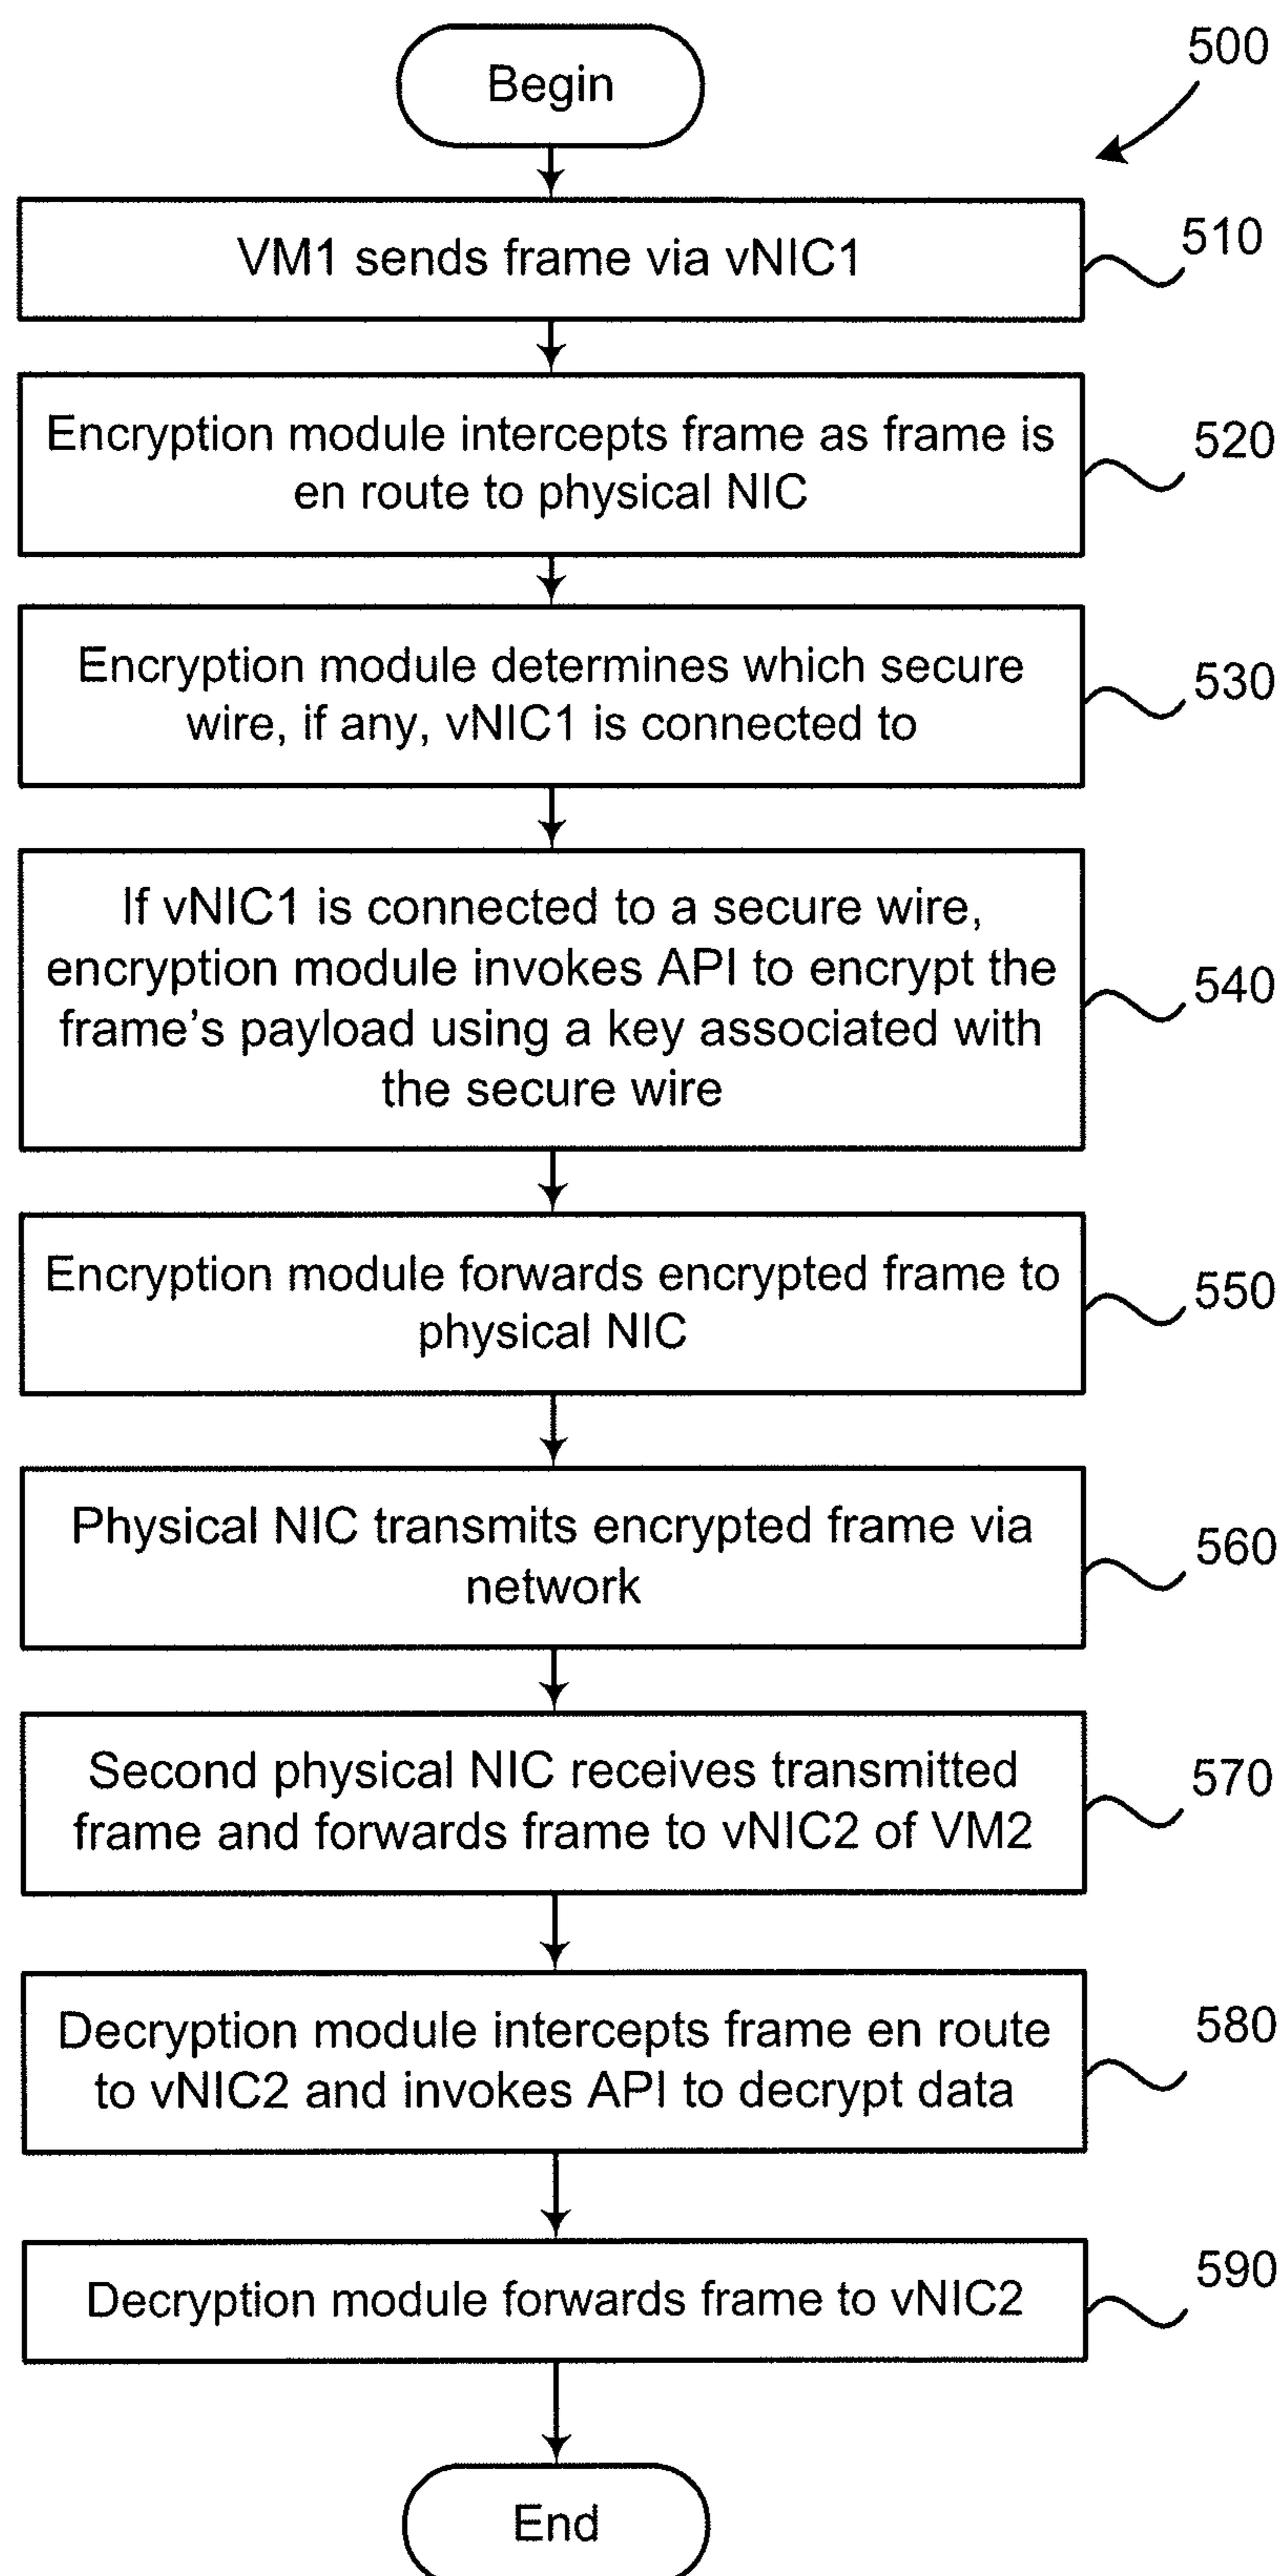 Begin
500
VM1 sends frame via vNIC1
510
Encryption module intercepts frame as frame is
en route to physical NIC
520
Encryption module determines which secure
wire, if any, vNIC1 is connected to
530
If vNIC1 is connected to a secure wire,
encryption module invokes API to encrypt the
frame's payload using a key associated with
the secure wire
540
Encryption module forwards encrypted frame to
physical NIC
550
Physical NIC transmits encrypted frame via
network
560
Second physical NIC receives transmitted
frame and forwards frame to vNIC2 of VM2
570
Decryption module intercepts frame en route
to vNIC2 and invokes API to decrypt data
580
Decryption module forwards frame to vNIC2
590
End